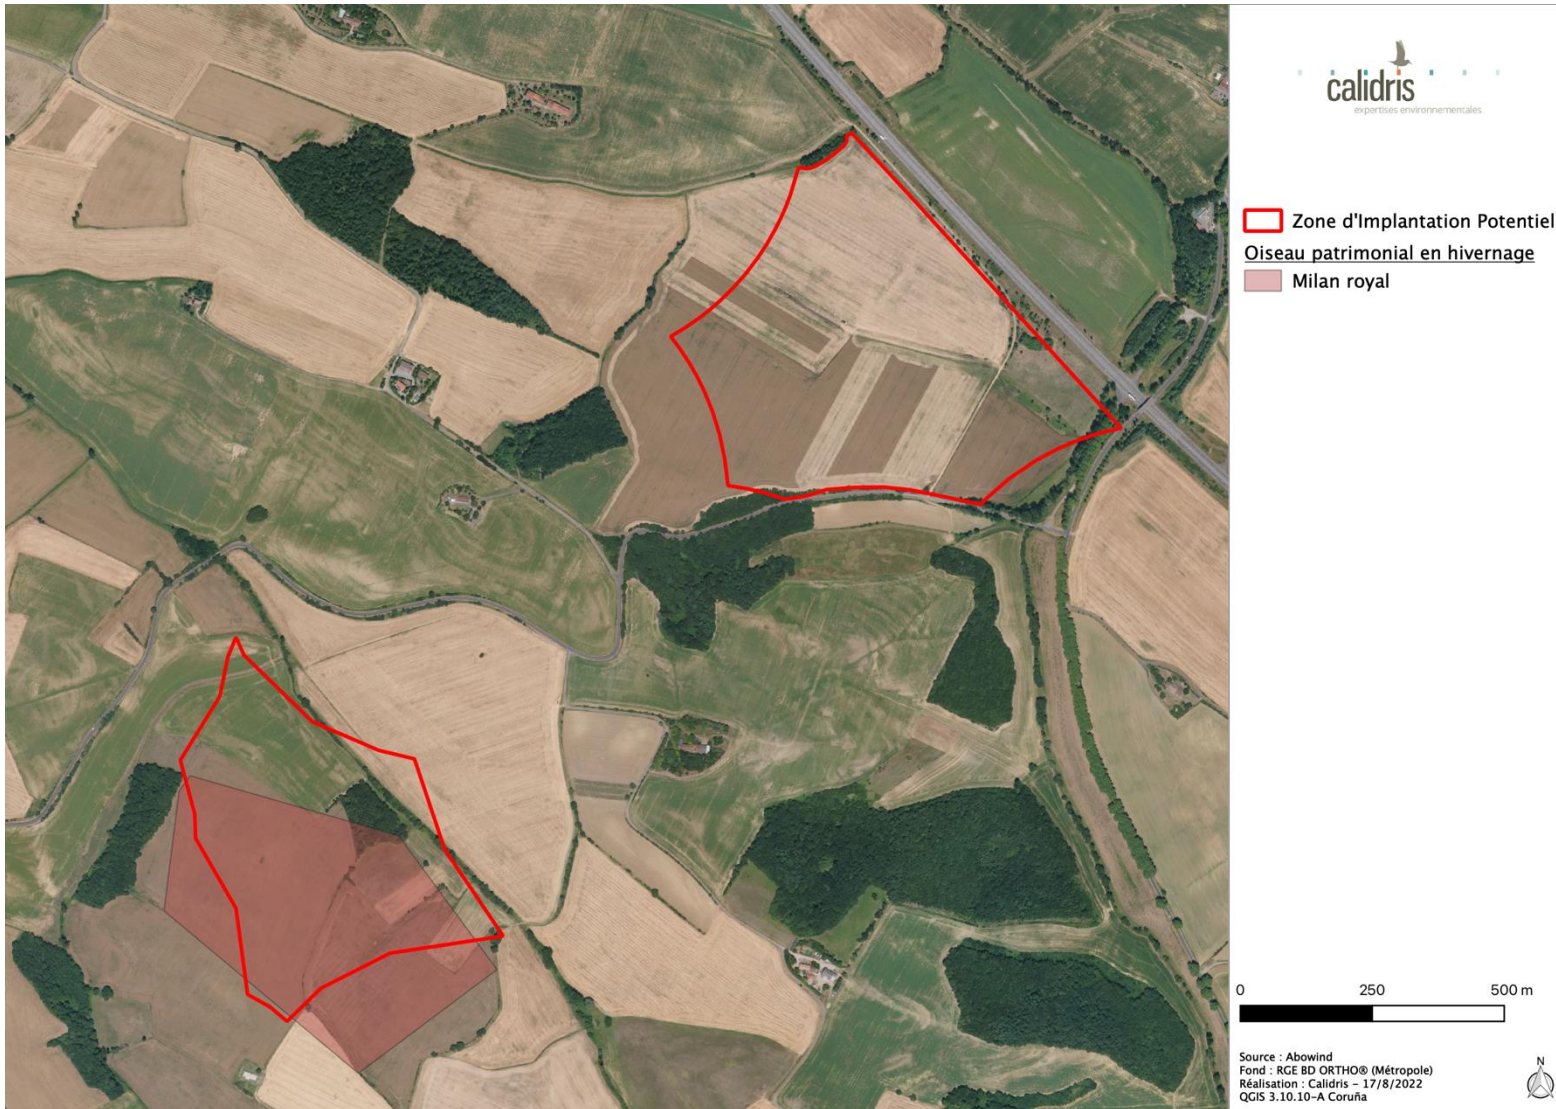 calidris
expertises environnementales
Zone d'Implantation Potentiel
Oiseau patrimonial en hivernage
Milan royal
0 250 500 m
Source : Abowind
Fond : RGE BD ORTHO® (Métropole)
Réalisation : Calidris - 17/8/2022
QGIS 3.10.10-A Coruña
N